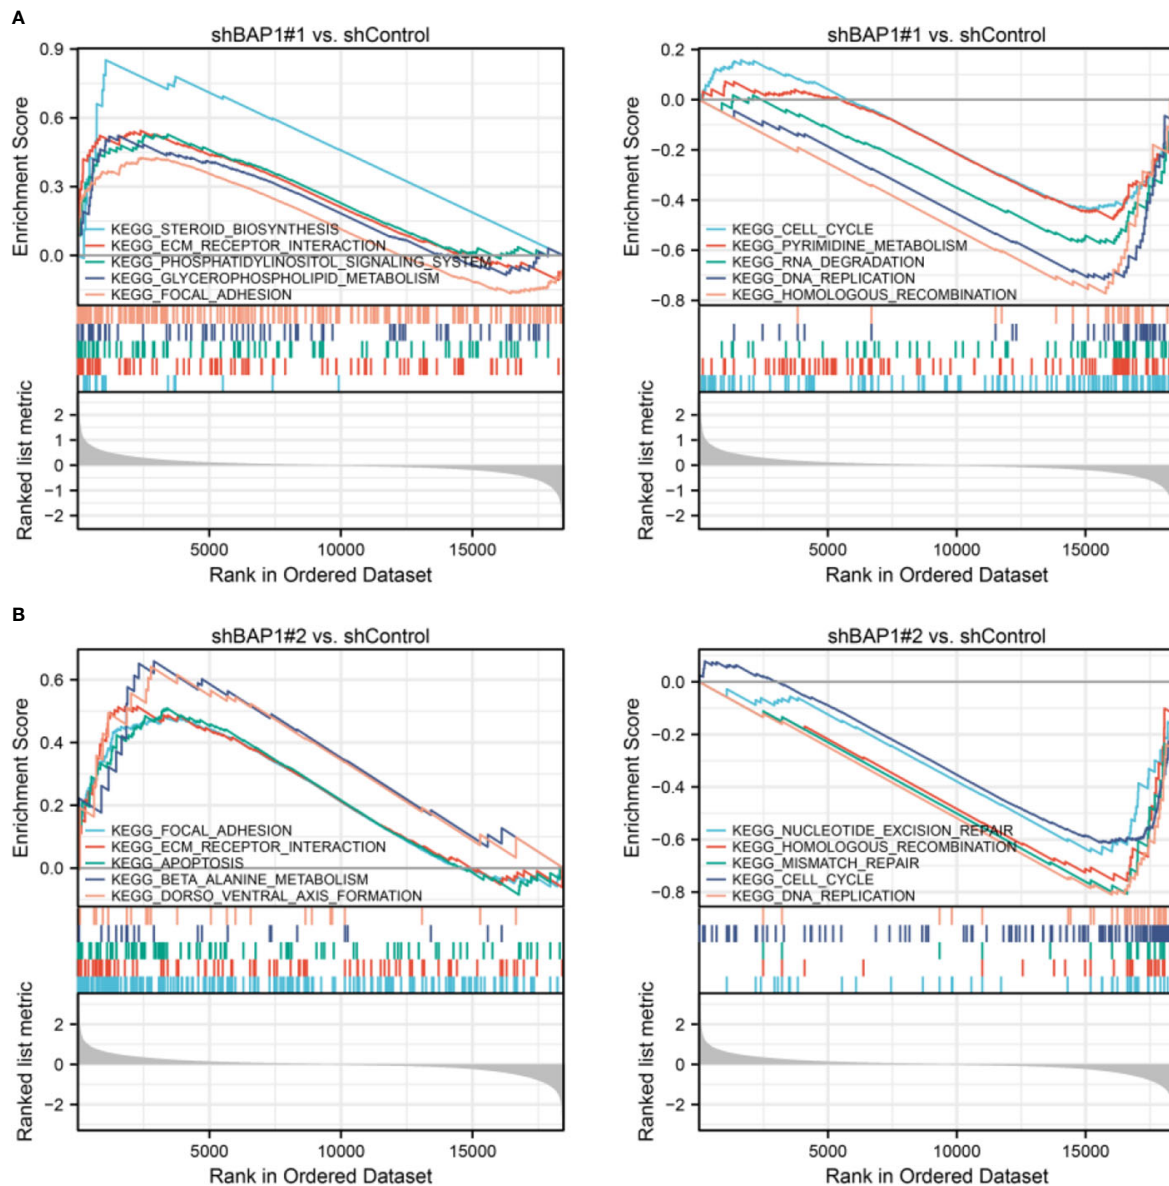 A
shBAP1#1 vs. shControl
0.9
0.6
0.3
0.0
Enrichment Score
KEGG_STEROID_BIOSYNTHESIS
KEGG_ECM_RECEPTOR_INTERACTION
KEGG_PHOSPHATIDYLINOSITOL_SIGNALING_SYSTEM
KEGG_GLYCEROPHOSPHOLIPID_METABOLISM
KEGG_FOCAL_ADHESION
Ranked list metric
2
1
0
−1
−2
5000 10000 15000
Rank in Ordered Dataset
shBAP1#1 vs. shControl
0.2
0.0
−0.2
−0.4
−0.6
−0.8
Enrichment Score
KEGG_CELL_CYCLE
KEGG_PYRIMIDINE_METABOLISM
KEGG_RNA_DEGRADATION
KEGG_DNA_REPLICATION
KEGG_HOMOLOGOUS_RECOMBINATION
Ranked list metric
2
1
0
−1
−2
5000 10000 15000
Rank in Ordered Dataset
B
shBAP1#2 vs. shControl
0.6
0.4
0.2
0.0
Enrichment Score
KEGG_FOCAL_ADHESION
KEGG_ECM_RECEPTOR_INTERACTION
KEGG_APOPTOSIS
KEGG_BETA_ALANINE_METABOLISM
KEGG_DORSO_VENTRAL_AXIS_FORMATION
Ranked list metric
2
0
−2
5000 10000 15000
Rank in Ordered Dataset
shBAP1#2 vs. shControl
0.0
−0.2
−0.4
−0.6
−0.8
Enrichment Score
KEGG_NUCLEOTIDE_EXCISION_REPAIR
KEGG_HOMOLOGOUS_RECOMBINATION
KEGG_MISMATCH_REPAIR
KEGG_CELL_CYCLE
KEGG_DNA_REPLICATION
Ranked list metric
2
0
−2
5000 10000 15000
Rank in Ordered Dataset